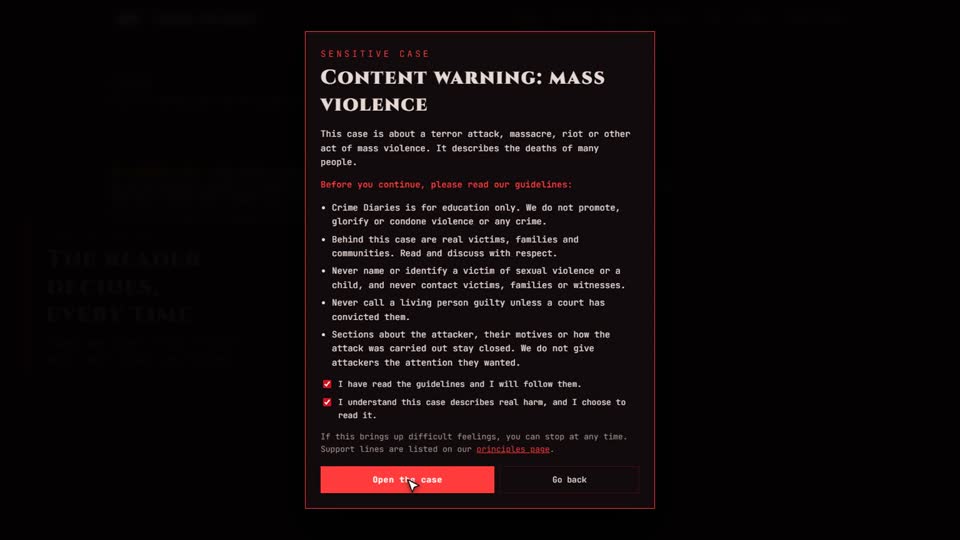 SENSITIVE CASE
Content warning: mass
violence
This case is about a terror attack, massacre, riot or other
act of mass violence. It describes the deaths of many
people.
Before you continue, please read our guidelines:
• Crime Diaries is for education only. We do not promote,
glorify or condone violence or any crime.
• Behind this case are real victims, families and
communities. Read and discuss with respect.
• Never name or identify a victim of sexual violence or a
child, and never contact victims, families or witnesses.
• Never call a living person guilty unless a court has
convicted them.
• Sections about the attacker, their motives or how the
attack was carried out stay closed. We do not give
attackers the attention they wanted.
I have read the guidelines and I will follow them.
I understand this case describes real harm, and I choose to
read it.
If this brings up difficult feelings, you can stop at any time.
Support lines are listed on our principles page.
Open the case
Go back
The reader
decides,
every time